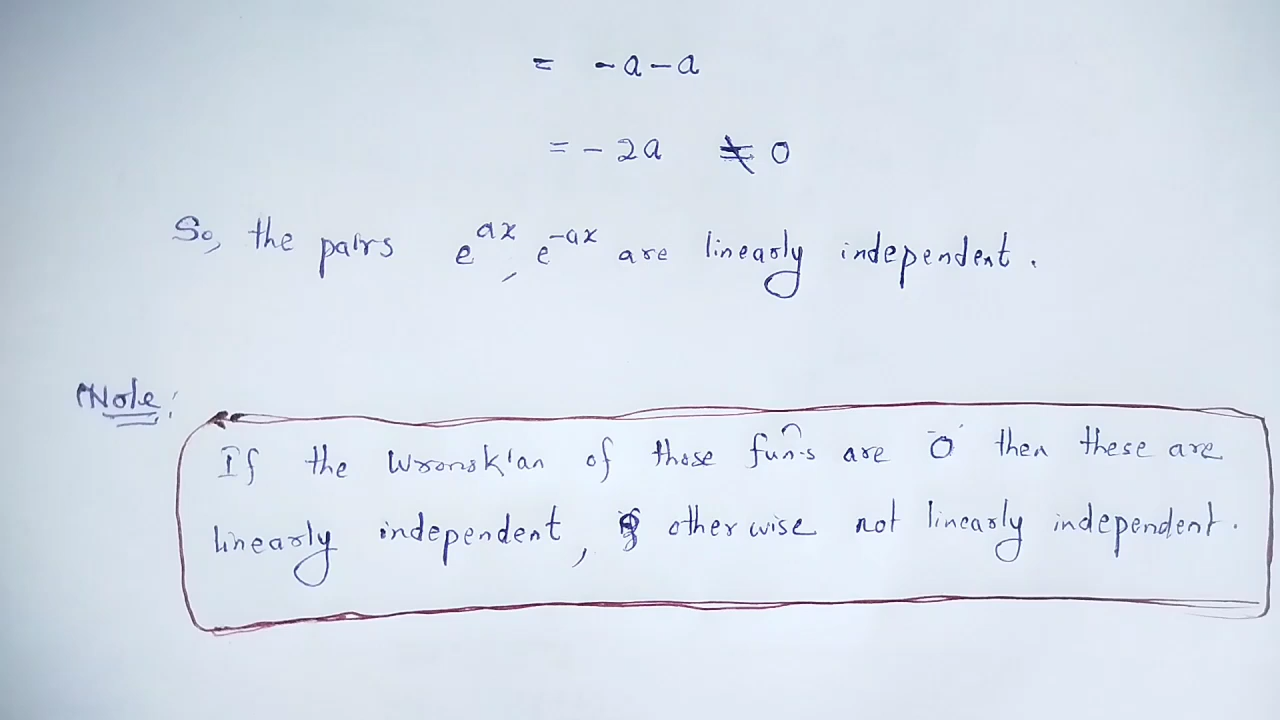 = -a-a
= -2a ≠ 0
So, the pairs e^ax, e^-ax are linearly independent.
Note:
If the Wronskian of those fun̂s are 0 then these are
linearly independent, otherwise not linearly independent.